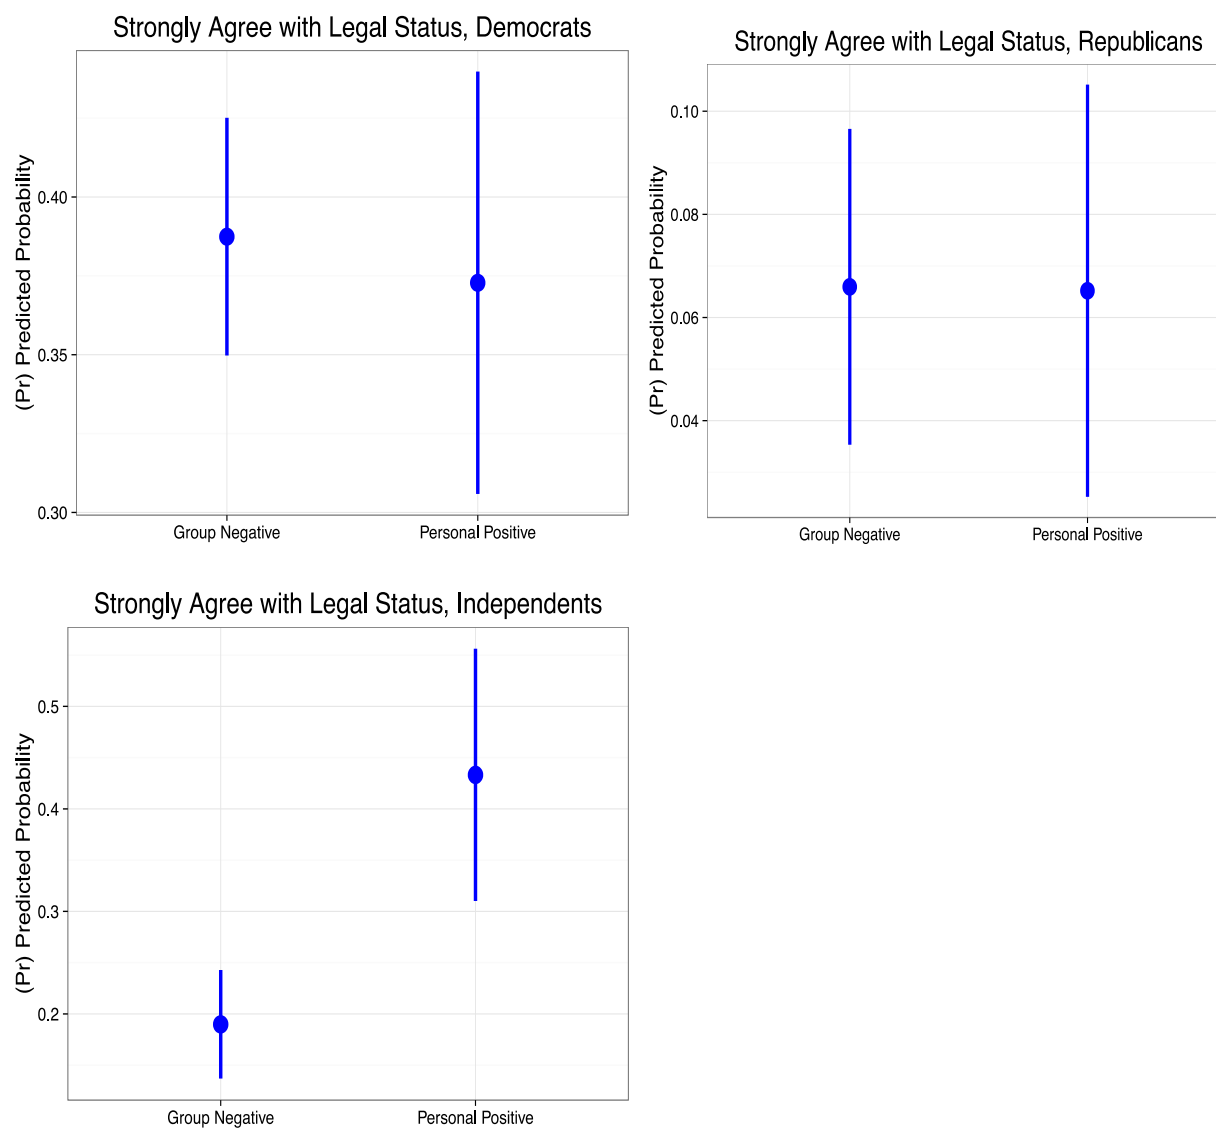 Strongly Agree with Legal Status, Democrats
(Pr) Predicted Probability
0.40
0.35
0.30
Group Negative Personal Positive
Strongly Agree with Legal Status, Republicans
(Pr) Predicted Probability
0.10
0.08
0.06
0.04
Group Negative Personal Positive
Strongly Agree with Legal Status, Independents
(Pr) Predicted Probability
0.5
0.4
0.3
0.2
Group Negative Personal Positive